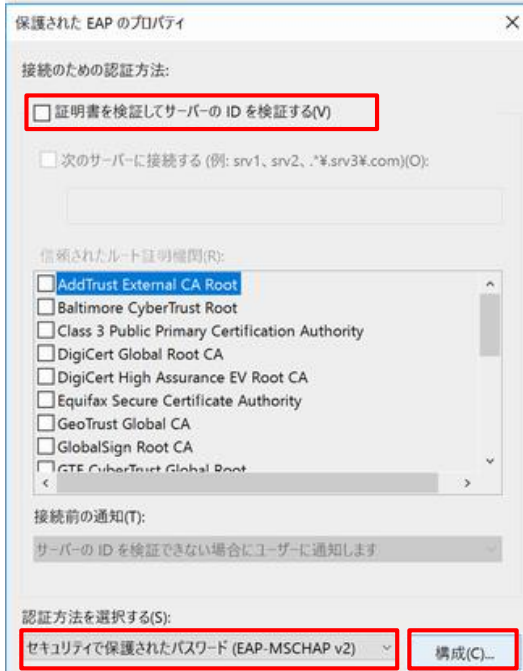 保護された EAP のプロパティ
接続のための認証方法:
証明書を検証してサーバーの ID を検証する(V)
次のサーバーに接続する (例: srv1、srv2、.*¥.srv3¥.com)(O):
信頼されたルート証明機関(R):
AddTrust External CA Root
Baltimore CyberTrust Root
Class 3 Public Primary Certification Authority
DigiCert Global Root CA
DigiCert High Assurance EV Root CA
Equifax Secure Certificate Authority
GeoTrust Global CA
GlobalSign Root CA
GTE CyberTrust Global Root
接続前の通知(T):
サーバーの ID を検証できない場合にユーザーに通知します
認証方法を選択する(S):
セキュリティで保護されたパスワード (EAP-MSCHAP v2)
構成(C)...